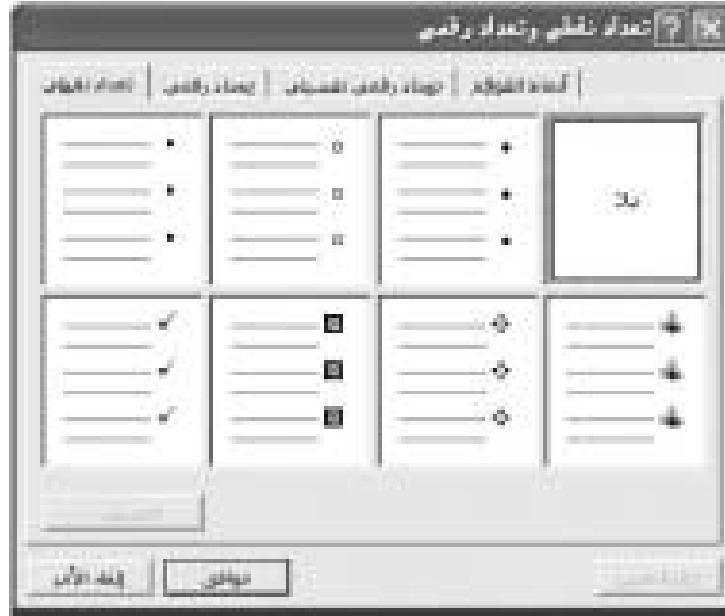 تعداد نقطي وتعداد رقمي
تعداد نقطي تعداد رقمي تعداد رقمي تفصيلي أنماط القوائم
بلا
موافق إلغاء الأمر